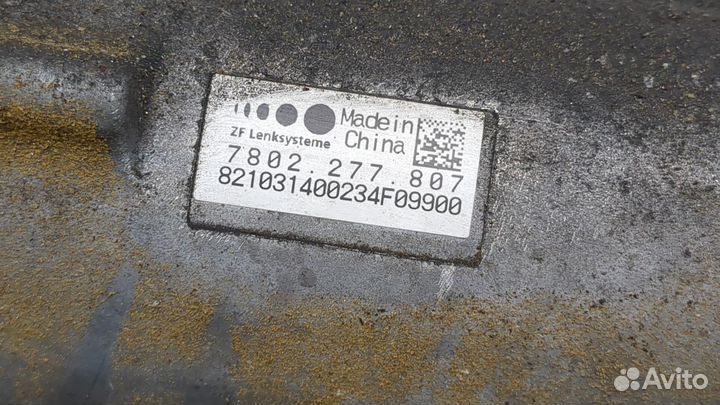 Made in
China
ZF Lenksysteme
7802.277.807
821031400234F09900
Avito